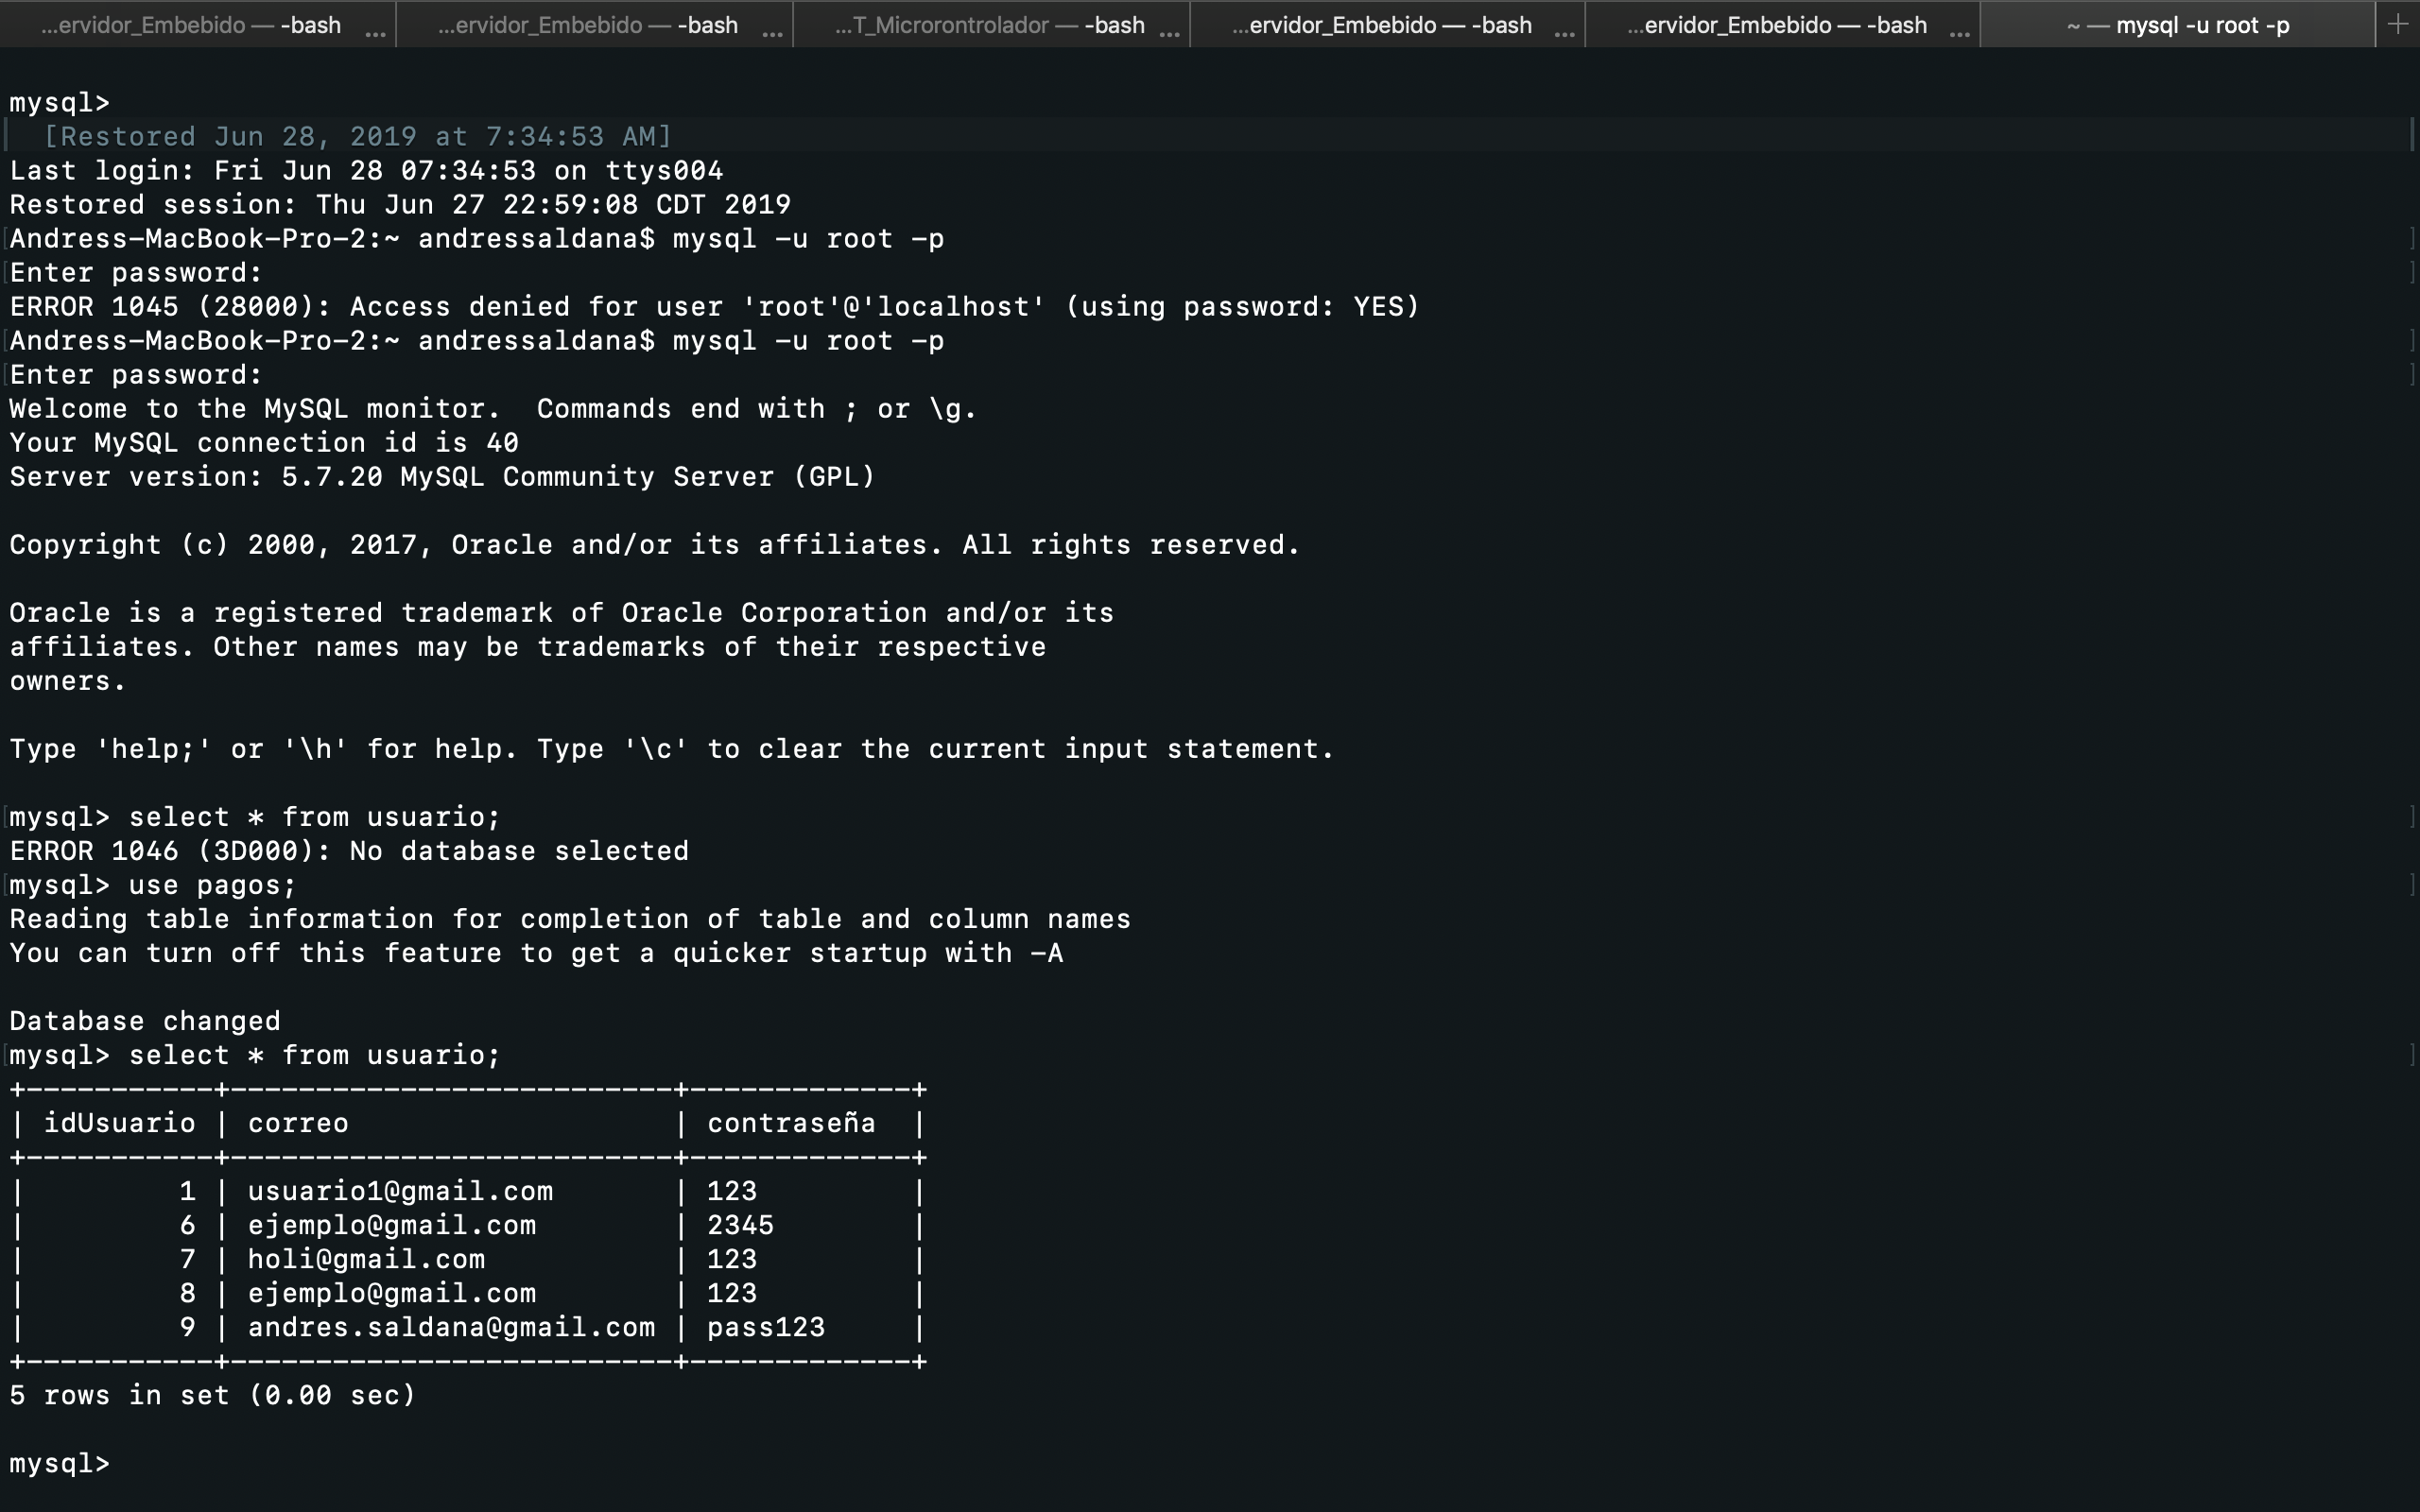 ...ervidor_Embebido — -bash ... ...ervidor_Embebido — -bash ... ...T_Microrontrolador — -bash ... ...ervidor_Embebido — -bash ... ...ervidor_Embebido — -bash ... ~ — mysql -u root -p +
mysql>
[Restored Jun 28, 2019 at 7:34:53 AM]
Last login: Fri Jun 28 07:34:53 on ttys004
Restored session: Thu Jun 27 22:59:08 CDT 2019
Andress-MacBook-Pro-2:~ andressaldana$ mysql -u root -p
Enter password:
ERROR 1045 (28000): Access denied for user 'root'@'localhost' (using password: YES)
Andress-MacBook-Pro-2:~ andressaldana$ mysql -u root -p
Enter password:
Welcome to the MySQL monitor.  Commands end with ; or \g.
Your MySQL connection id is 40
Server version: 5.7.20 MySQL Community Server (GPL)
Copyright (c) 2000, 2017, Oracle and/or its affiliates. All rights reserved.
Oracle is a registered trademark of Oracle Corporation and/or its
affiliates. Other names may be trademarks of their respective
owners.
Type 'help;' or '\h' for help. Type '\c' to clear the current input statement.
mysql> select * from usuario;
ERROR 1046 (3D000): No database selected
mysql> use pagos;
Reading table information for completion of table and column names
You can turn off this feature to get a quicker startup with -A
Database changed
mysql> select * from usuario;
+-----------+--------------------------+-------------+
| idUsuario | correo                   | contraseña  |
+-----------+--------------------------+-------------+
|         1 | usuario1@gmail.com       | 123         |
|         6 | ejemplo@gmail.com        | 2345        |
|         7 | holi@gmail.com           | 123         |
|         8 | ejemplo@gmail.com        | 123         |
|         9 | andres.saldana@gmail.com | pass123     |
+-----------+--------------------------+-------------+
5 rows in set (0.00 sec)
mysql>